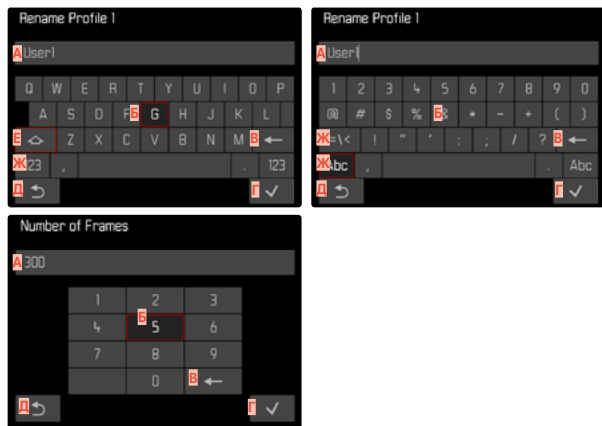 Rename Profile 1
А User1
Q W E R T Y U I O P
A S D F Б G H J K L
Е Z X C V B N M В ←
Ж 123 , . 123
Д Г ✓
Rename Profile 1
А User1
1 2 3 4 5 6 7 8 9 0
@ # $ % Б & * - + ( )
Ж =\< ! " ' : ; / ? В ←
Ж Abc , . Abc
Д Г ✓
Number of Frames
А 300
1 2 3
4 Б 5 6
7 8 9
0 В ←
Д Г ✓